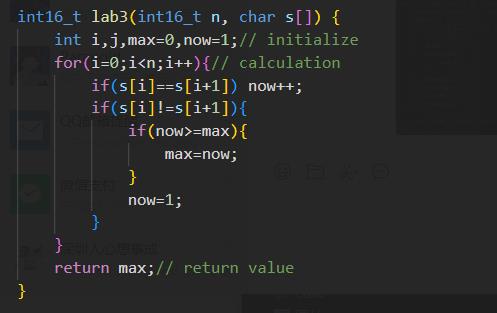 int16_t lab3(int16_t n, char s[]) {
    int i,j,max=0,now=1;// initialize
    for(i=0;i<n;i++){// calculation
        if(s[i]==s[i+1]) now++;
        if(s[i]!=s[i+1]){
            if(now>=max){
                max=now;
            }
            now=1;
        }
    }
    return max;// return value
}